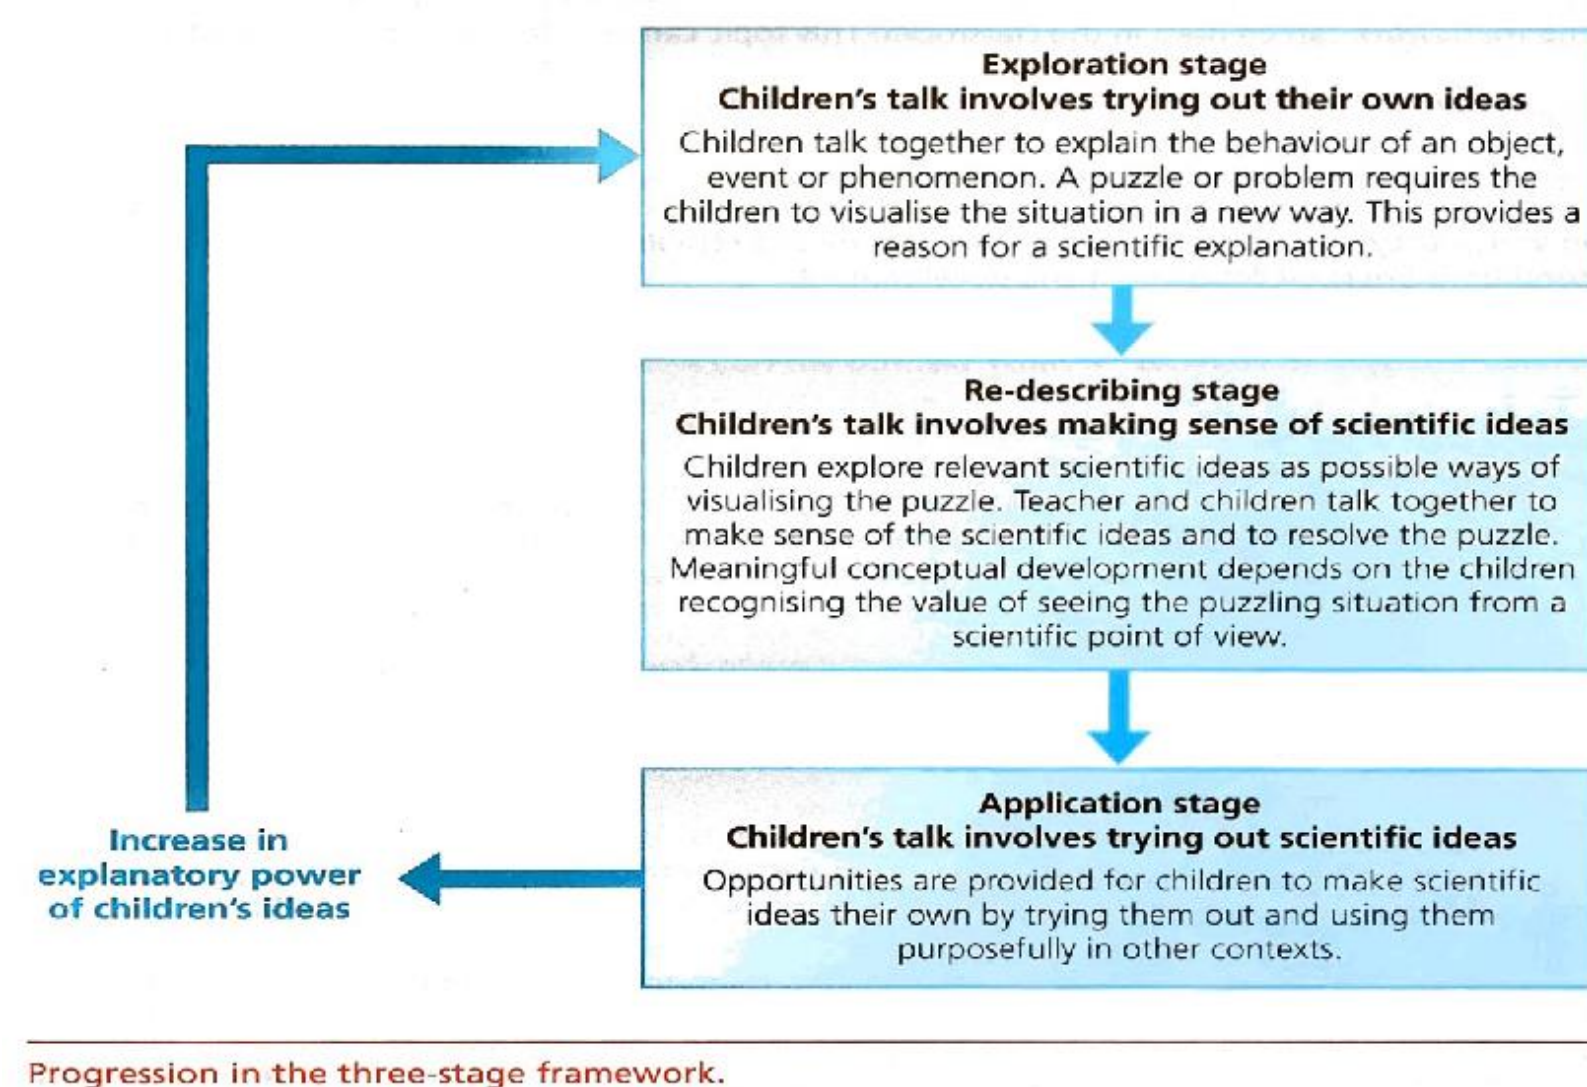 Exploration stage
Children's talk involves trying out their own ideas
Children talk together to explain the behaviour of an object,
event or phenomenon. A puzzle or problem requires the
children to visualise the situation in a new way. This provides a
reason for a scientific explanation.
Re-describing stage
Children's talk involves making sense of scientific ideas
Children explore relevant scientific ideas as possible ways of
visualising the puzzle. Teacher and children talk together to
make sense of the scientific ideas and to resolve the puzzle.
Meaningful conceptual development depends on the children
recognising the value of seeing the puzzling situation from a
scientific point of view.
Application stage
Children's talk involves trying out scientific ideas
Opportunities are provided for children to make scientific
ideas their own by trying them out and using them
purposefully in other contexts.
Increase in
explanatory power
of children's ideas
Progression in the three-stage framework.